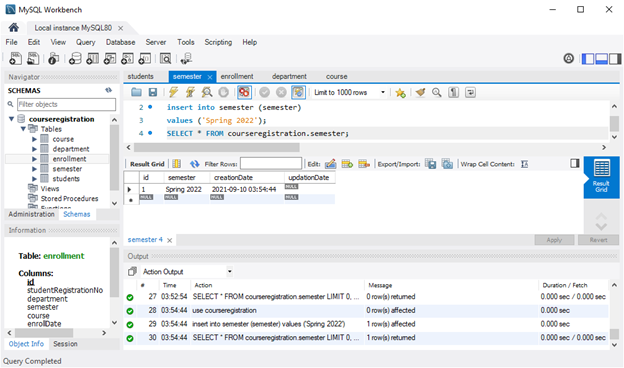 MySQL Workbench
Local instance MySQL80
File Edit View Query Database Server Tools Scripting Help
Navigator
SCHEMAS
Filter objects
courseregistration
Tables
course
department
enrollment
semester
students
Views
Stored Procedures
Functions
Administration Schemas
Information
Table: enrollment
Columns:
id
studentRegistrationNo
department
semester
course
enrollDate
Object Info Session
Query Completed
students semester enrollment department course
Limit to 1000 rows
2 insert into semester (semester)
3 values ('Spring 2022');
4 SELECT * FROM courseregistration.semester;
Result Grid Filter Rows: Edit: Export/Import: Wrap Cell Content:
id semester creationDate updationDate
1 Spring 2022 2021-09-10 03:54:44 NULL
NULL NULL NULL NULL
Result Grid
semester 4
Apply Revert
Output
Action Output
# Time Action Message Duration / Fetch
27 03:52:54 SELECT * FROM courseregistration.semester LIMIT 0, ... 0 row(s) returned 0.000 sec / 0.000 sec
28 03:54:44 use courseregistration 0 row(s) affected 0.000 sec
29 03:54:44 insert into semester (semester) values ('Spring 2022') 1 row(s) affected 0.000 sec
30 03:54:44 SELECT * FROM courseregistration.semester LIMIT 0, ... 1 row(s) returned 0.000 sec / 0.000 sec